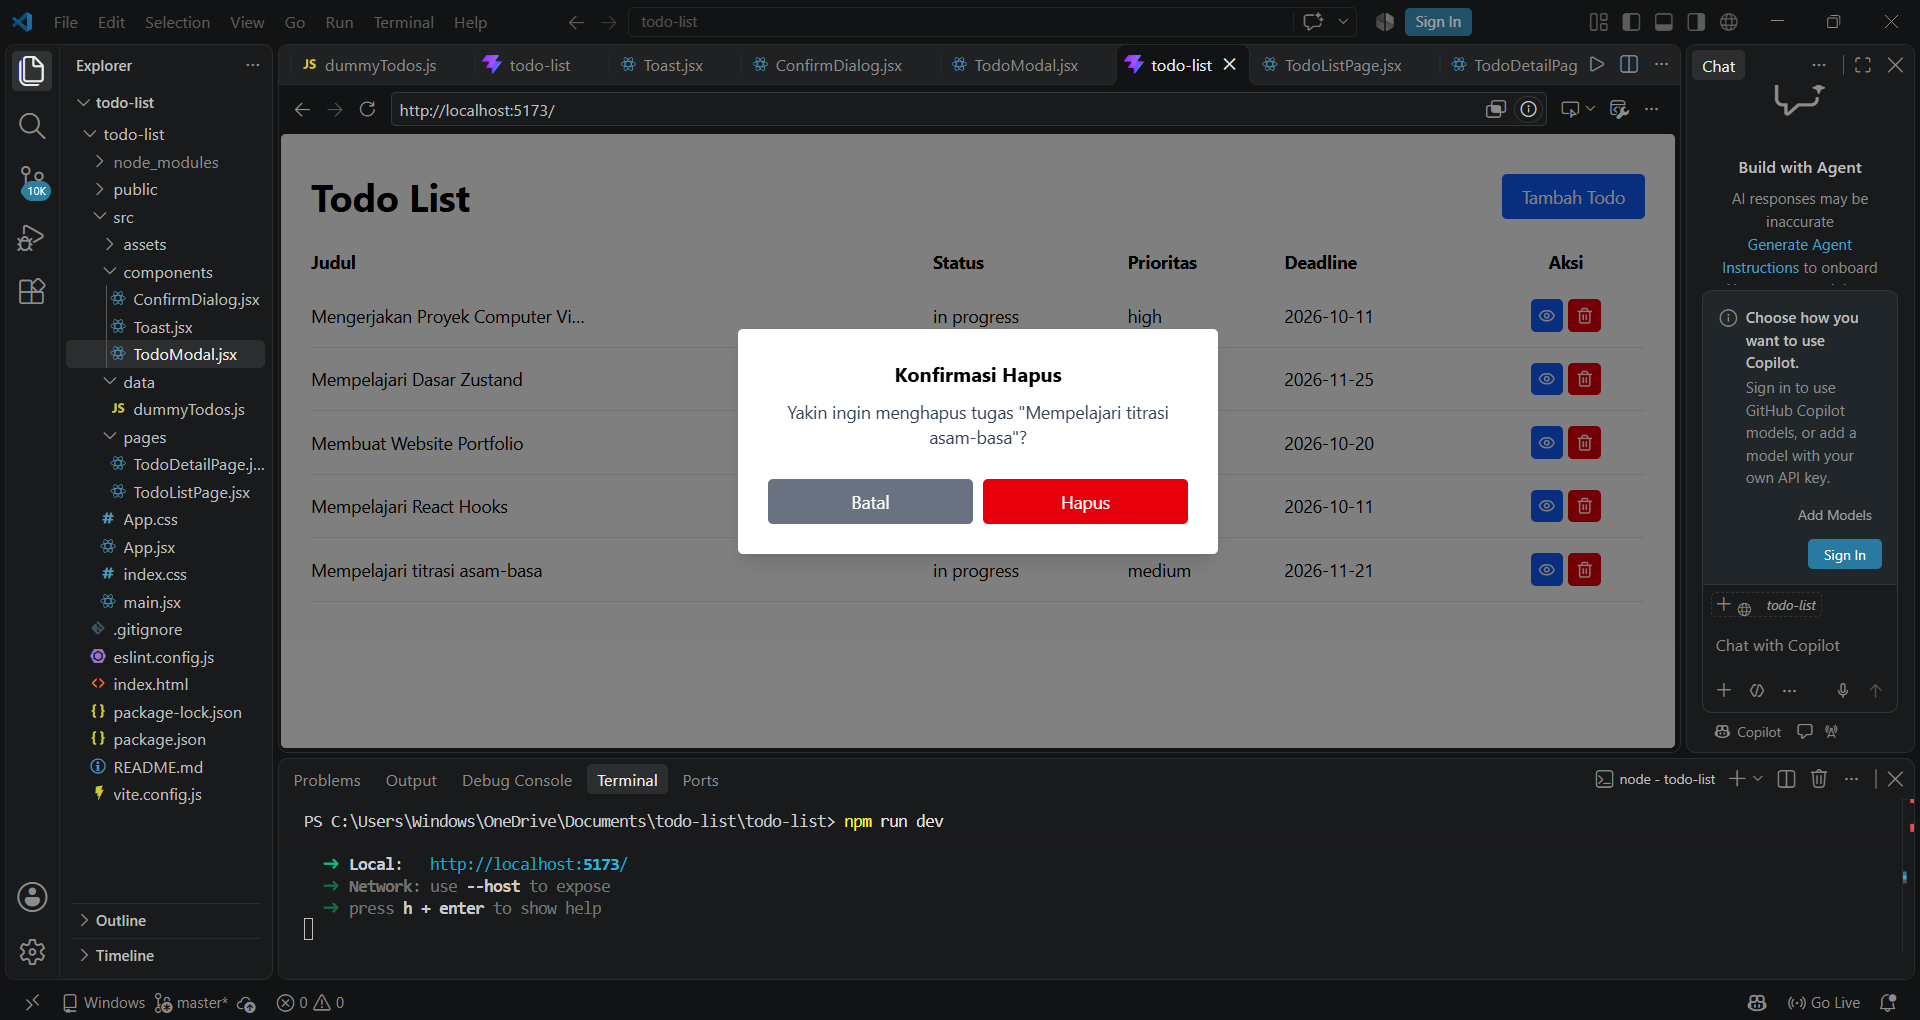 File Edit Selection View Go Run Terminal Help
todo-list
Sign In
Explorer
todo-list
todo-list
node_modules
public
src
assets
components
ConfirmDialog.jsx
Toast.jsx
TodoModal.jsx
data
JS dummyTodos.js
pages
TodoDetailPage.j...
TodoListPage.jsx
# App.css
App.jsx
# index.css
main.jsx
.gitignore
eslint.config.js
<> index.html
{} package-lock.json
{} package.json
README.md
vite.config.js
Outline
Timeline
10K
JS dummyTodos.js
todo-list
Toast.jsx
ConfirmDialog.jsx
TodoModal.jsx
todo-list
TodoListPage.jsx
TodoDetailPag
http://localhost:5173/
Todo List
Tambah Todo
Judul Status Prioritas Deadline Aksi
Mengerjakan Proyek Computer Vi... in progress high 2026-10-11
Mempelajari Dasar Zustand 2026-11-25
Membuat Website Portfolio 2026-10-20
Mempelajari React Hooks 2026-10-11
Mempelajari titrasi asam-basa in progress medium 2026-11-21
Konfirmasi Hapus
Yakin ingin menghapus tugas "Mempelajari titrasi
asam-basa"?
Batal
Hapus
Problems Output Debug Console Terminal Ports
node - todo-list
PS C:\Users\Windows\OneDrive\Documents\todo-list\todo-list> npm run dev
➜ Local: http://localhost:5173/
➜ Network: use --host to expose
➜ press h + enter to show help
Chat
Build with Agent
AI responses may be
inaccurate
Generate Agent
Instructions to onboard
Choose how you
want to use
Copilot.
Sign in to use
GitHub Copilot
models, or add a
model with your
own API key.
Add Models
Sign In
todo-list
Chat with Copilot
Copilot
Windows master* 0 0
Go Live